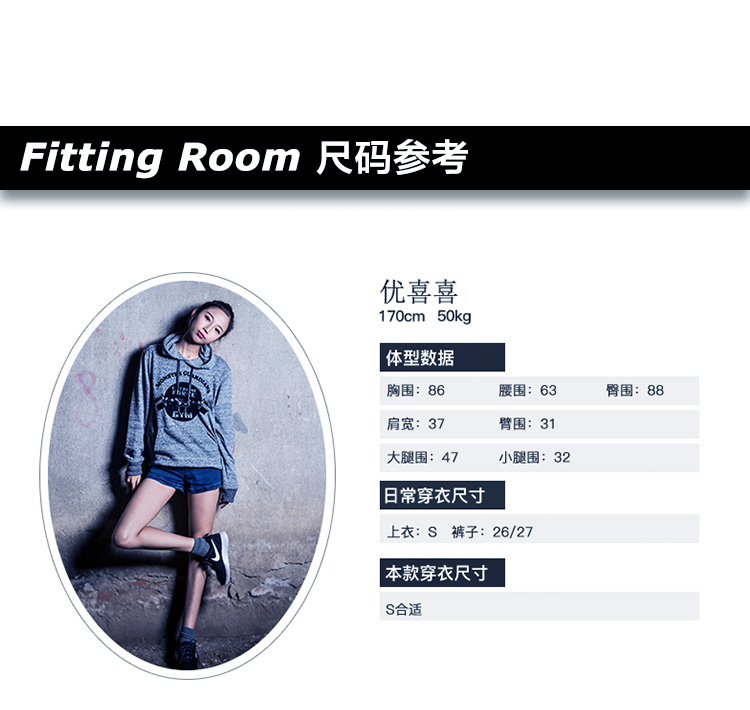 Fitting Room 尺码参考
优喜喜
170cm 50kg
体型数据
胸围：86 腰围：63 臀围：88
肩宽：37 臂围：31
大腿围：47 小腿围：32
日常穿衣尺寸
上衣：S 裤子：26/27
本款穿衣尺寸
S合适
GYM